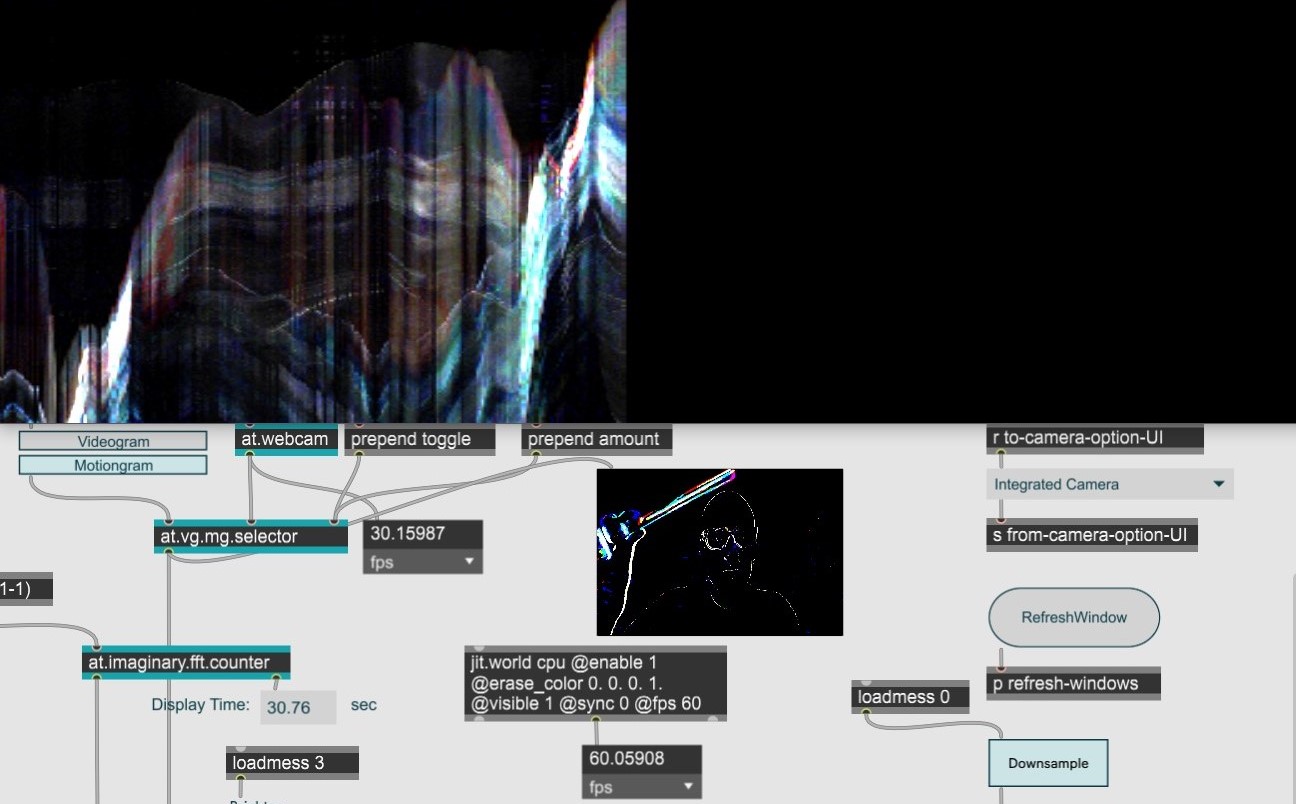 Videogram
Motiongram
at.webcam
prepend toggle
prepend amount
r to-camera-option-UI
Integrated Camera
s from-camera-option-UI
at.vg.mg.selector
30.15987
fps
1-1)
RefreshWindow
at.imaginary.fft.counter
Display Time: 30.76 sec
jit.world cpu @enable 1
@erase_color 0. 0. 0. 1.
@visible 1 @sync 0 @fps 60
p refresh-windows
loadmess 0
loadmess 3
60.05908
fps
Downsample